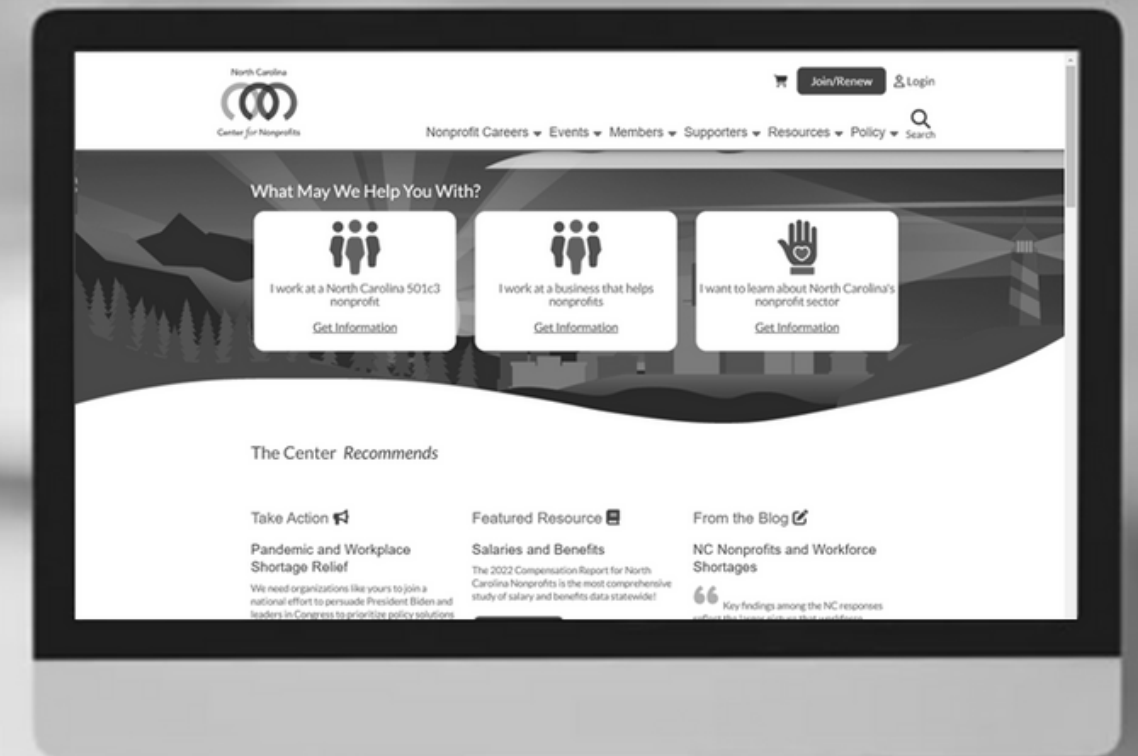 North Carolina
Center for Nonprofits
Join/Renew
Login
Nonprofit Careers
Events
Members
Supporters
Resources
Policy
Search
What May We Help You With?
I work at a North Carolina 501c3
nonprofit
Get Information
I work at a business that helps
nonprofits
Get Information
I want to learn about North Carolina's
nonprofit sector
Get Information
The Center Recommends
Take Action
Pandemic and Workplace
Shortage Relief
We need organizations like yours to join a
national effort to persuade President Biden and
leaders in Congress to prioritize policy solutions
Featured Resource
Salaries and Benefits
The 2022 Compensation Report for North
Carolina Nonprofits is the most comprehensive
study of salary and benefits data statewide!
From the Blog
NC Nonprofits and Workforce
Shortages
“ Key findings among the NC responses
reflect the larger picture that workforce